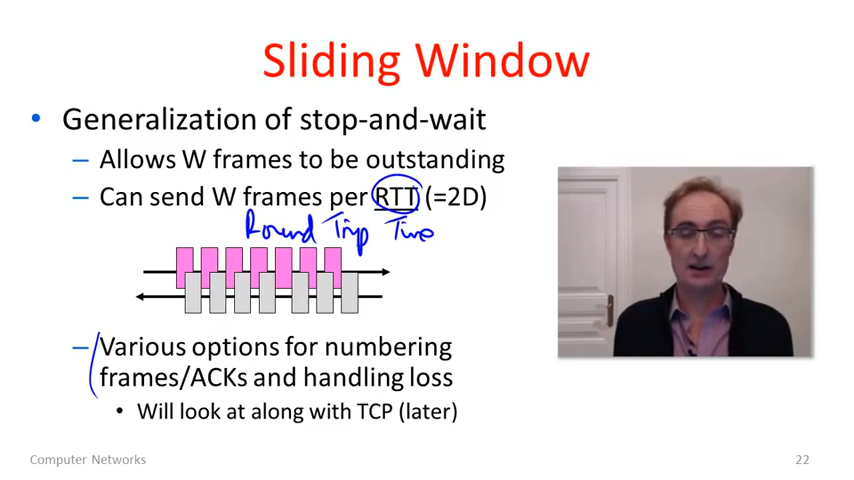 Sliding Window
• Generalization of stop-and-wait
– Allows W frames to be outstanding
– Can send W frames per RTT (=2D)
Round Trip Time
– Various options for numbering
frames/ACKs and handling loss
• Will look at along with TCP (later)
Computer Networks
22